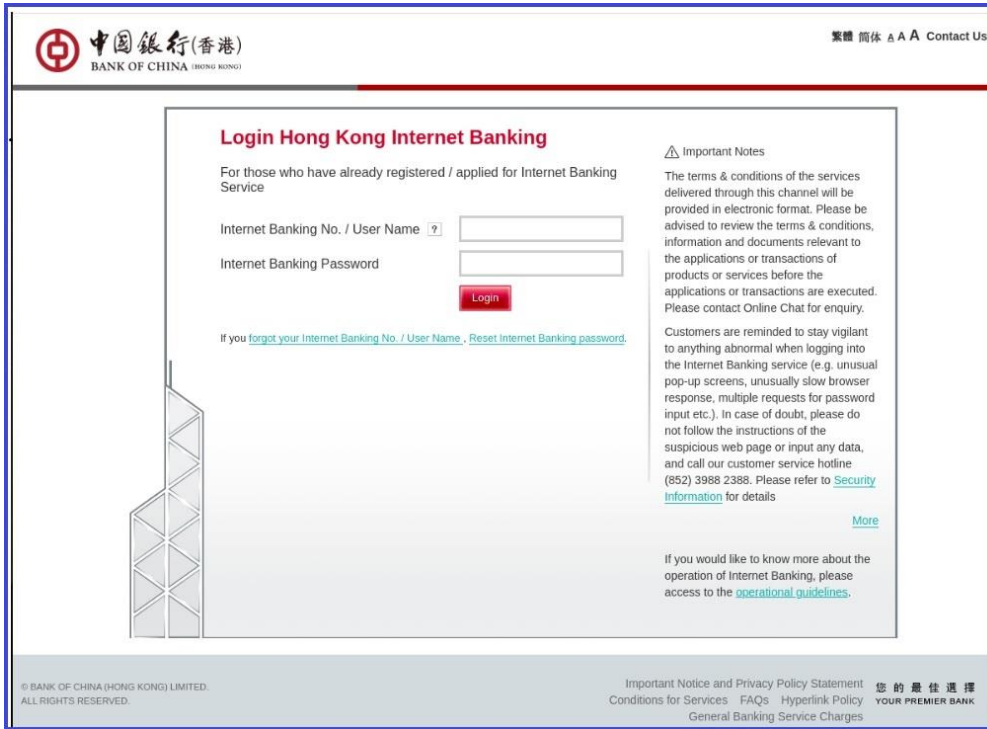 中国銀行(香港)
BANK OF CHINA (HONG KONG)
繁體 简体 A A A Contact Us
Login Hong Kong Internet Banking
For those who have already registered / applied for Internet Banking
Service
Internet Banking No. / User Name ?
Internet Banking Password
Login
If you forgot your Internet Banking No. / User Name , Reset Internet Banking password.
Important Notes
The terms & conditions of the services
delivered through this channel will be
provided in electronic format. Please be
advised to review the terms & conditions,
information and documents relevant to
the applications or transactions of
products or services before the
applications or transactions are executed.
Please contact Online Chat for enquiry.
Customers are reminded to stay vigilant
to anything abnormal when logging into
the Internet Banking service (e.g. unusual
pop-up screens, unusually slow browser
response, multiple requests for password
input etc.). In case of doubt, please do
not follow the instructions of the
suspicious web page or input any data,
and call our customer service hotline
(852) 3988 2388. Please refer to Security
Information for details
More
If you would like to know more about the
operation of Internet Banking, please
access to the operational guidelines.
© BANK OF CHINA (HONG KONG) LIMITED.
ALL RIGHTS RESERVED.
Important Notice and Privacy Policy Statement
Conditions for Services FAQs Hyperlink Policy
General Banking Service Charges
您的最佳選擇
YOUR PREMIER BANK